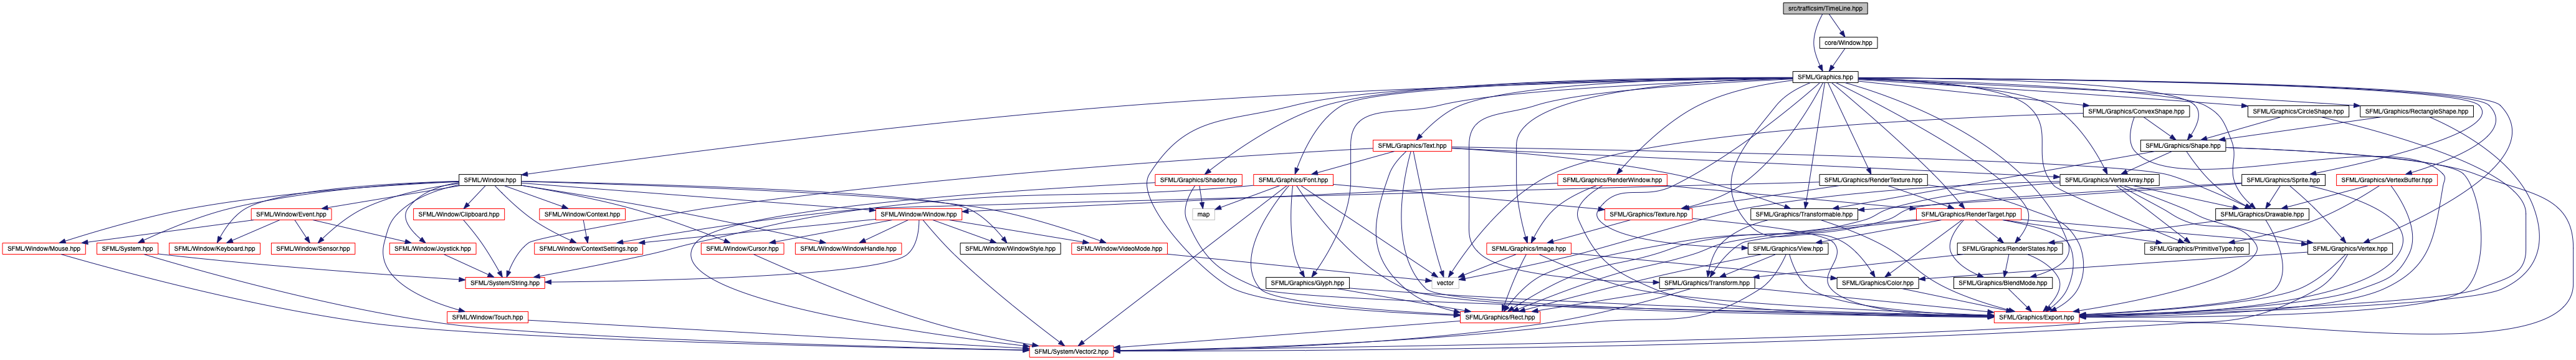 src/trafficsim/TimeLine.hpp
core/Window.hpp
SFML/Graphics.hpp
SFML/Graphics/ConvexShape.hpp
SFML/Graphics/CircleShape.hpp
SFML/Graphics/RectangleShape.hpp
SFML/Graphics/Text.hpp
SFML/Graphics/Shape.hpp
SFML/Window.hpp
SFML/Graphics/Shader.hpp
SFML/Graphics/Font.hpp
SFML/Graphics/RenderWindow.hpp
SFML/Graphics/RenderTexture.hpp
SFML/Graphics/VertexArray.hpp
SFML/Graphics/Sprite.hpp
SFML/Graphics/VertexBuffer.hpp
SFML/Window/Event.hpp
SFML/Window/Clipboard.hpp
SFML/Window/Context.hpp
SFML/Window/Window.hpp
map
SFML/Graphics/Texture.hpp
SFML/Graphics/Transformable.hpp
SFML/Graphics/RenderTarget.hpp
SFML/Graphics/Drawable.hpp
SFML/Window/Mouse.hpp
SFML/System.hpp
SFML/Window/Keyboard.hpp
SFML/Window/Sensor.hpp
SFML/Window/Joystick.hpp
SFML/Window/ContextSettings.hpp
SFML/Window/Cursor.hpp
SFML/Window/WindowHandle.hpp
SFML/Window/WindowStyle.hpp
SFML/Window/VideoMode.hpp
SFML/Graphics/Image.hpp
SFML/Graphics/View.hpp
SFML/Graphics/RenderStates.hpp
SFML/Graphics/PrimitiveType.hpp
SFML/Graphics/Vertex.hpp
SFML/System/String.hpp
SFML/Graphics/Glyph.hpp
vector
SFML/Graphics/Transform.hpp
SFML/Graphics/Color.hpp
SFML/Graphics/BlendMode.hpp
SFML/Window/Touch.hpp
SFML/Graphics/Rect.hpp
SFML/Graphics/Export.hpp
SFML/System/Vector2.hpp